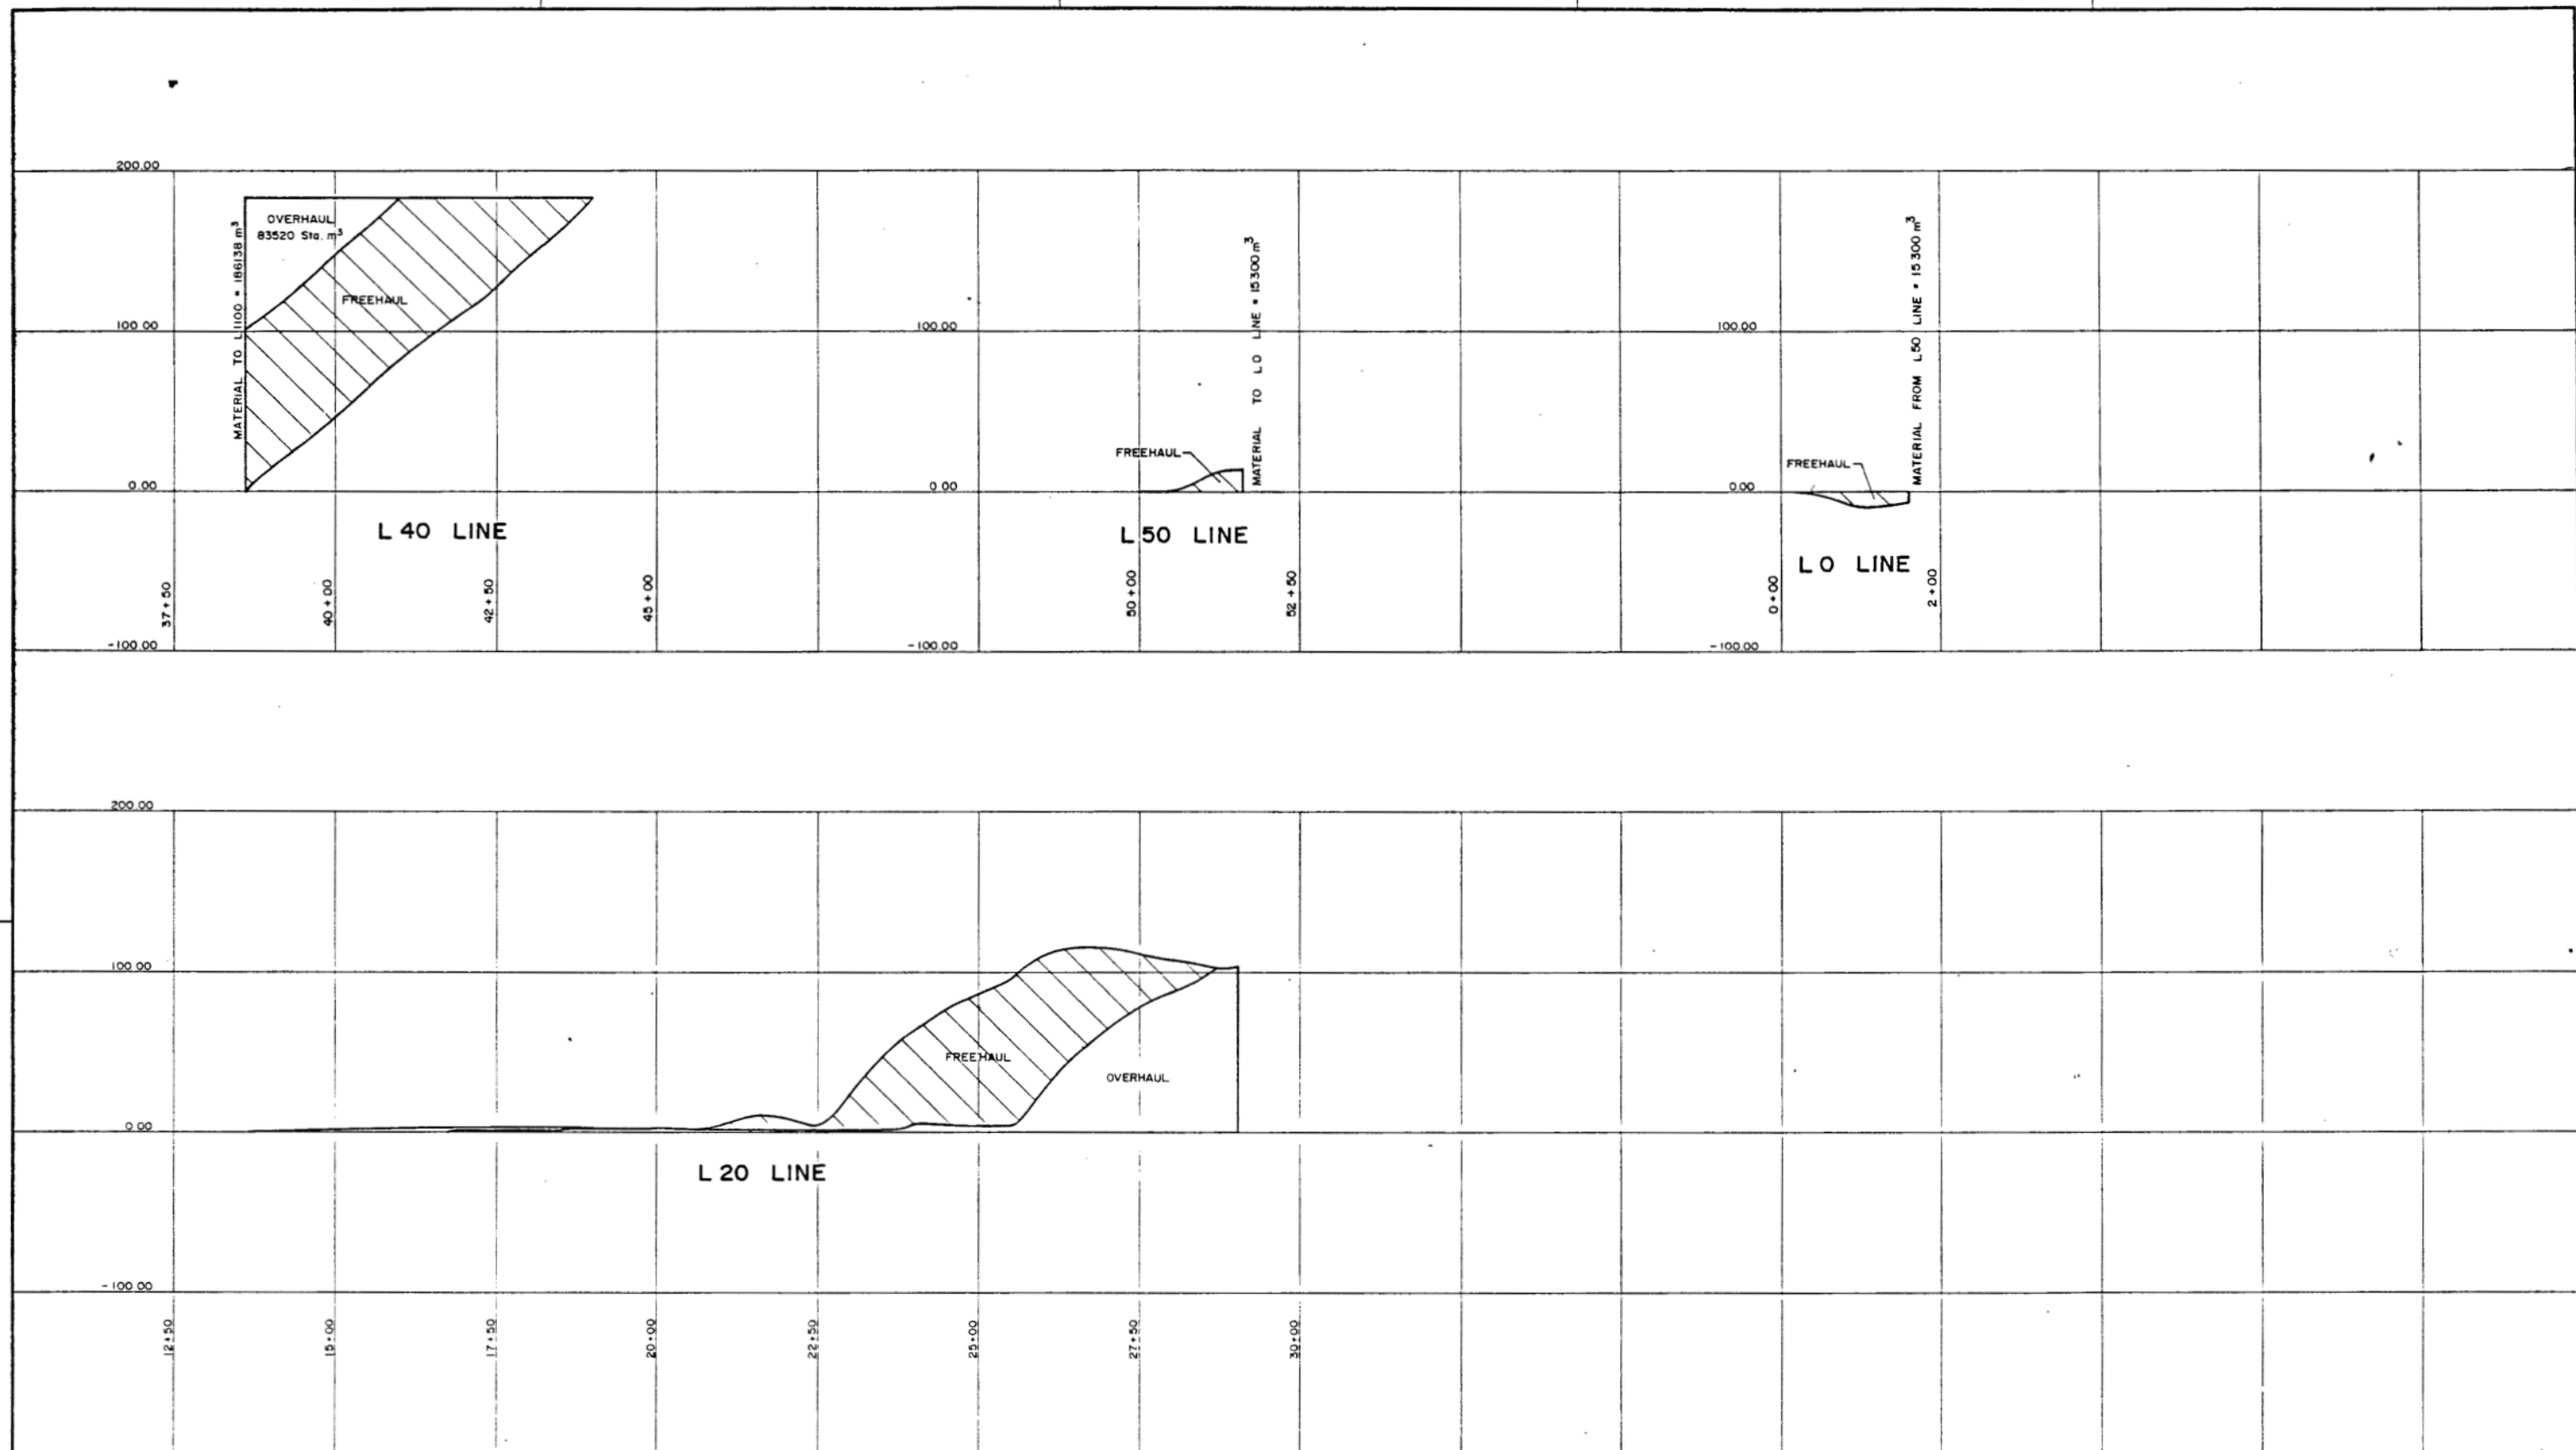 200.00
OVERHAUL
83520 Sta. m³
MATERIAL TO L1100 = 186138 m³
FREEHAUL
100.00
0.00
L 40 LINE
37+50
40+00
42+50
45+00
-100.00
100.00
MATERIAL TO L0 LINE = 15300 m³
FREEHAUL
0.00
L 50 LINE
50+00
52+50
-100.00
100.00
MATERIAL FROM L50 LINE = 15300 m³
FREEHAUL
0.00
L 0 LINE
0+00
2+00
-100.00
200.00
100.00
FREEHAUL
OVERHAUL
0.00
L 20 LINE
-100.00
12+50
15+00
17+50
20+00
22+50
25+00
27+50
30+00